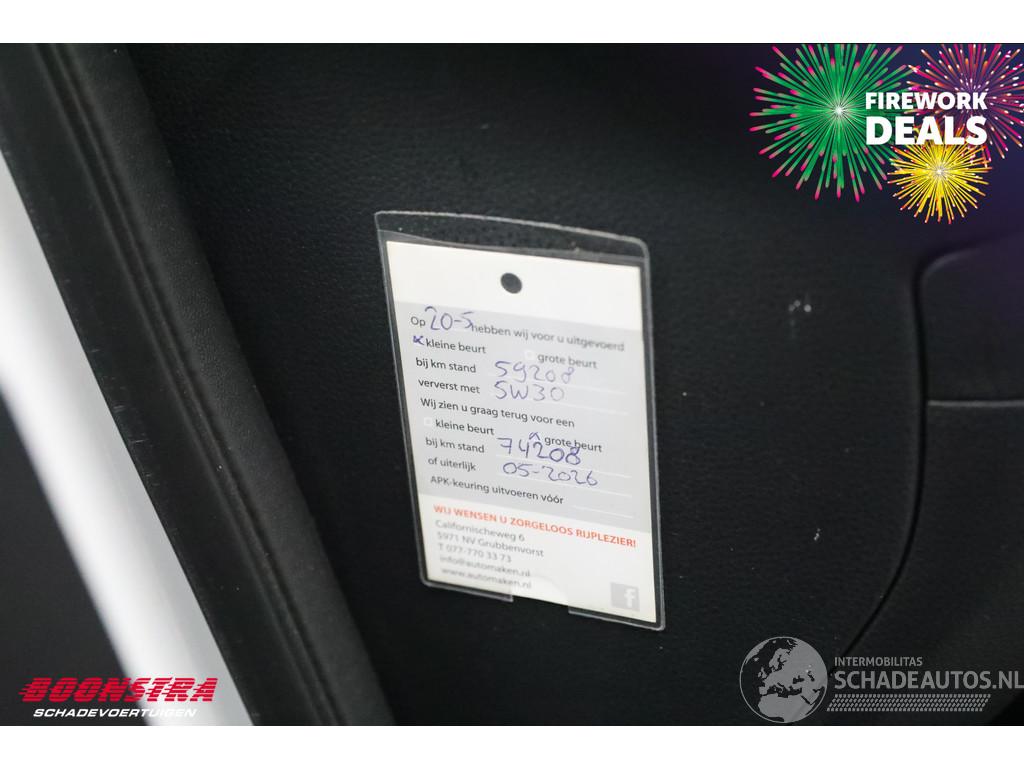 FIREWORK
DEALS
Op 20-5 hebben wij voor u uitgevoerd
x kleine beurt grote beurt
bij km stand 59208
ververst met 5W30
Wij zien u graag terug voor een
kleine beurt x grote beurt
bij km stand 74208
of uiterlijk 05-2026
APK-keuring uitvoeren vóór
WIJ WENSEN U ZORGELOOS RIJPLEZIER!
Californischeweg 6
5971 NV Grubbenvorst
T 077-770 33 73
info@automaken.nl
www.automaken.nl
f
BOONSTRA
SCHADEVOERTUIGEN
INTERMOBILITAS
SCHADEAUTOS.NL